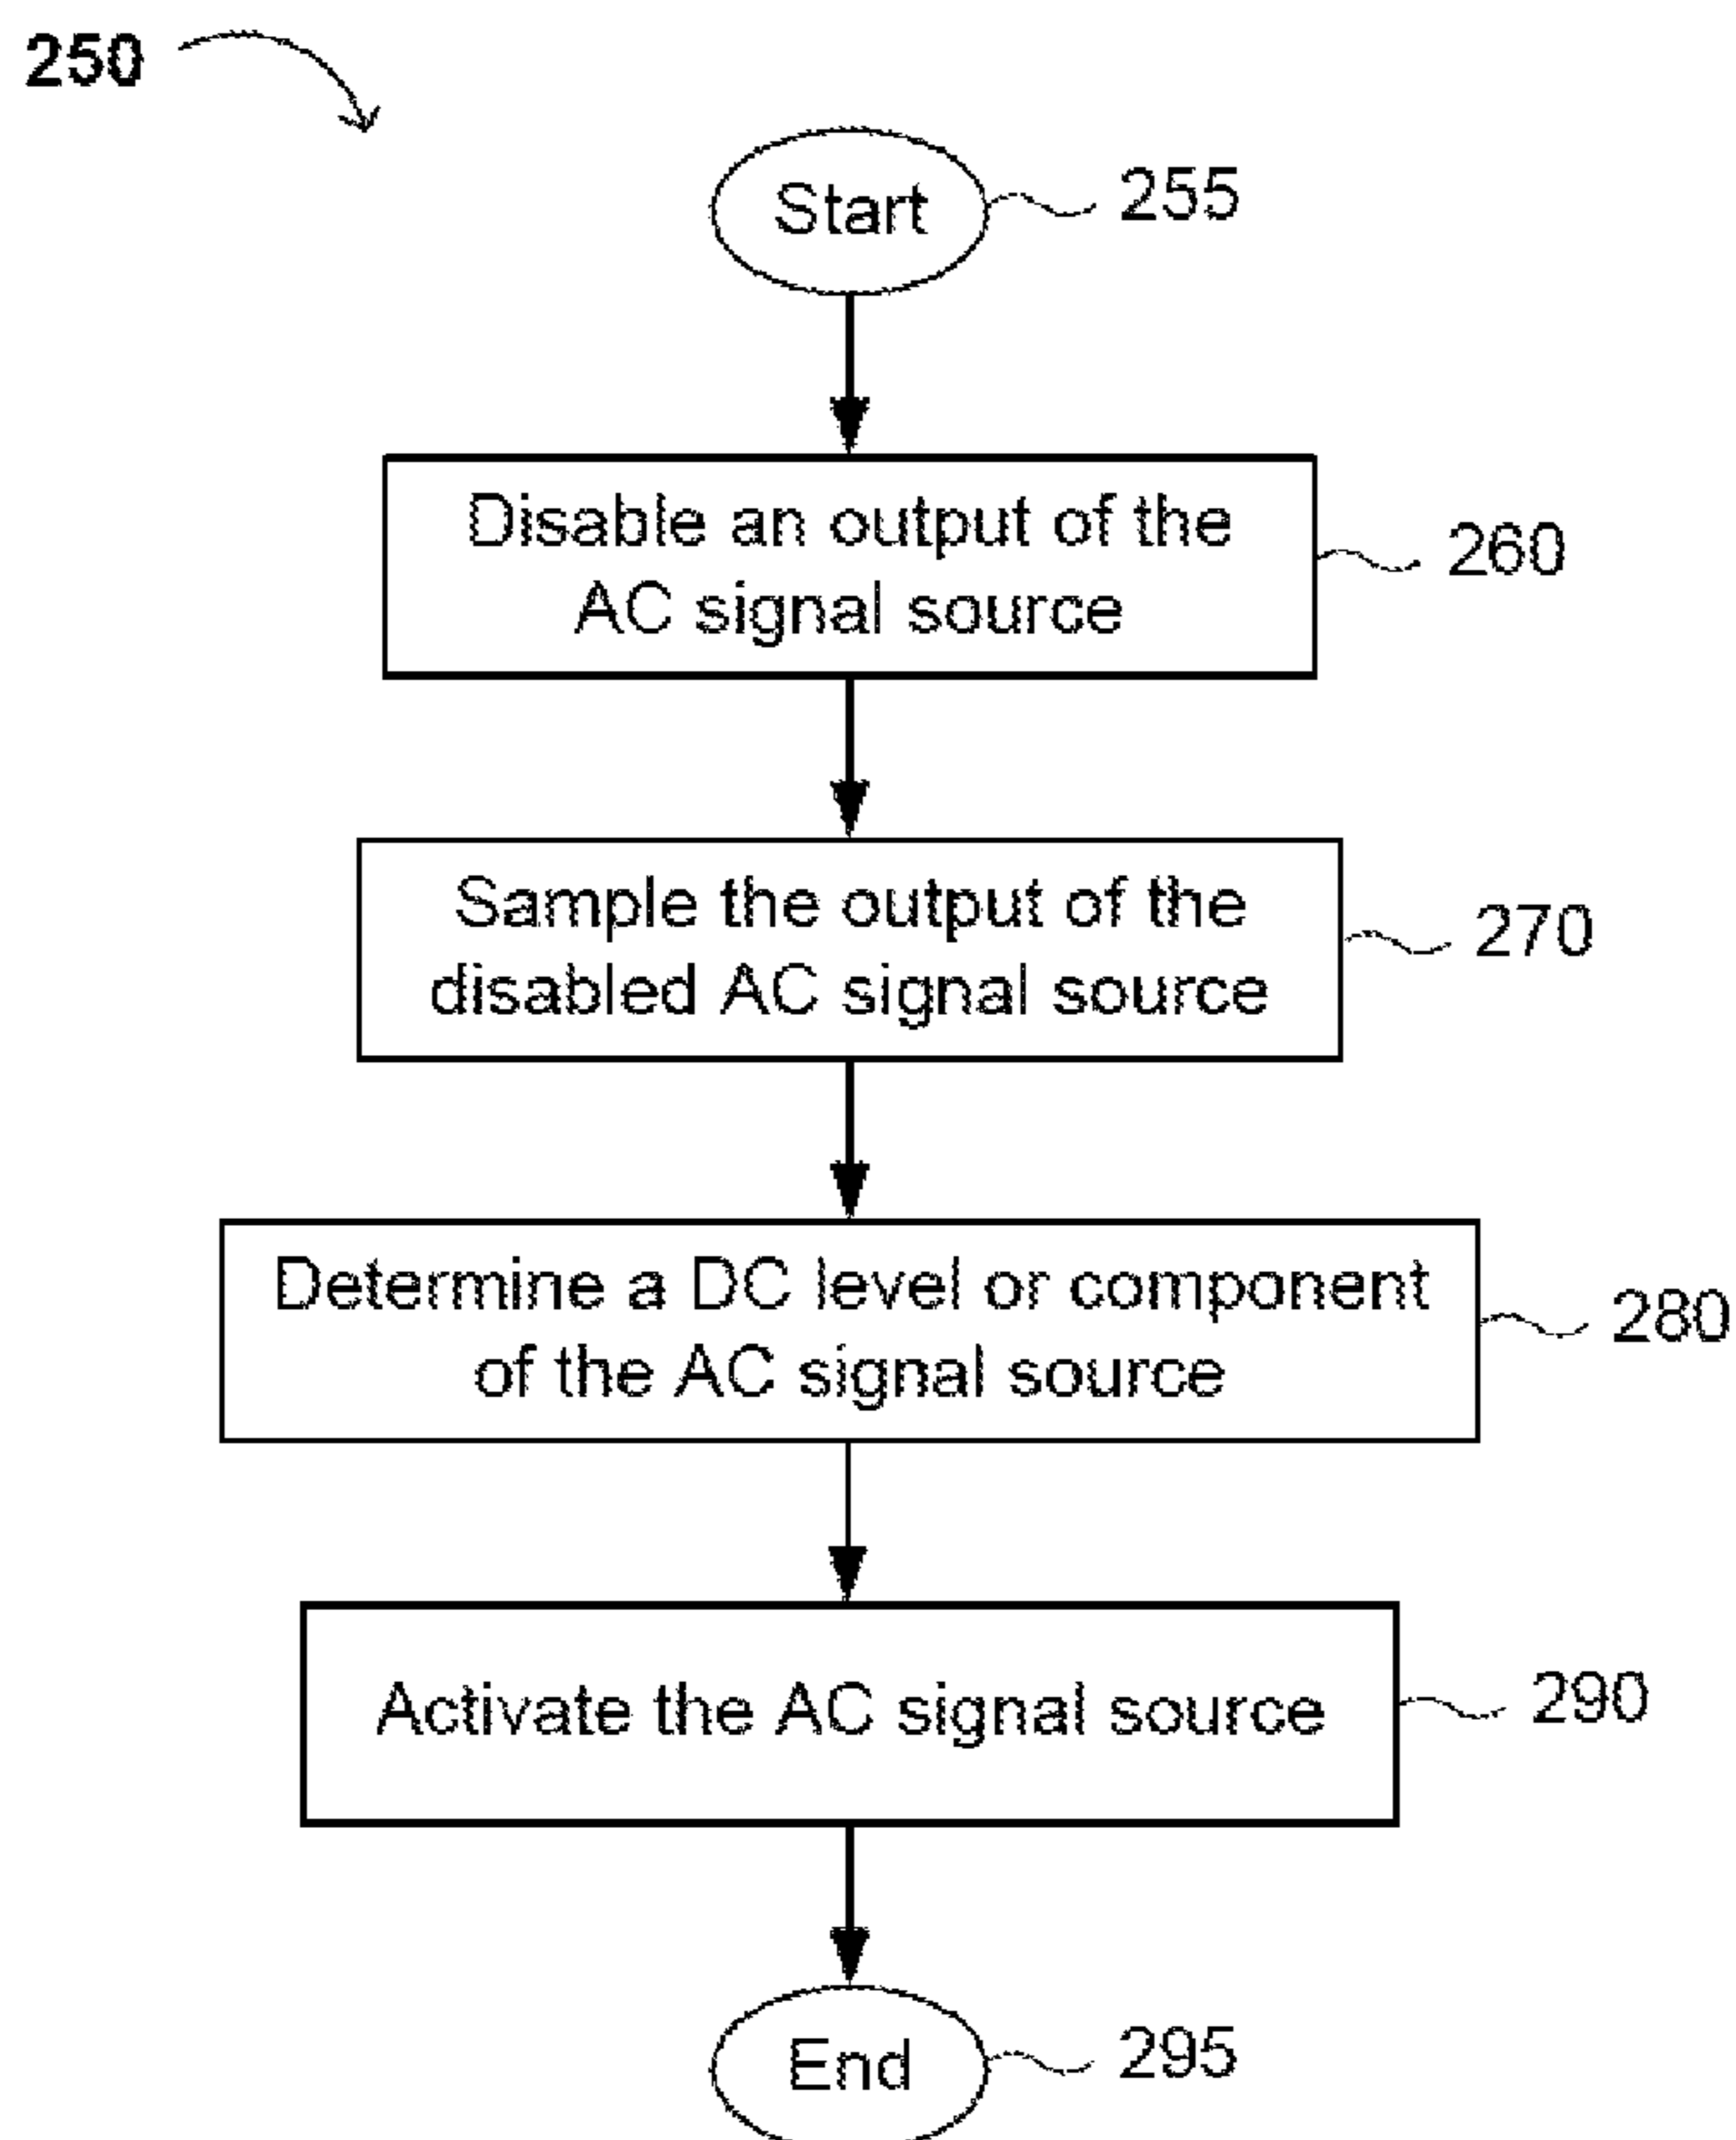 250
Start
255
Disable an output of the
AC signal source
260
Sample the output of the
disabled AC signal source
270
Determine a DC level or component
of the AC signal source
280
Activate the AC signal source
290
End
295